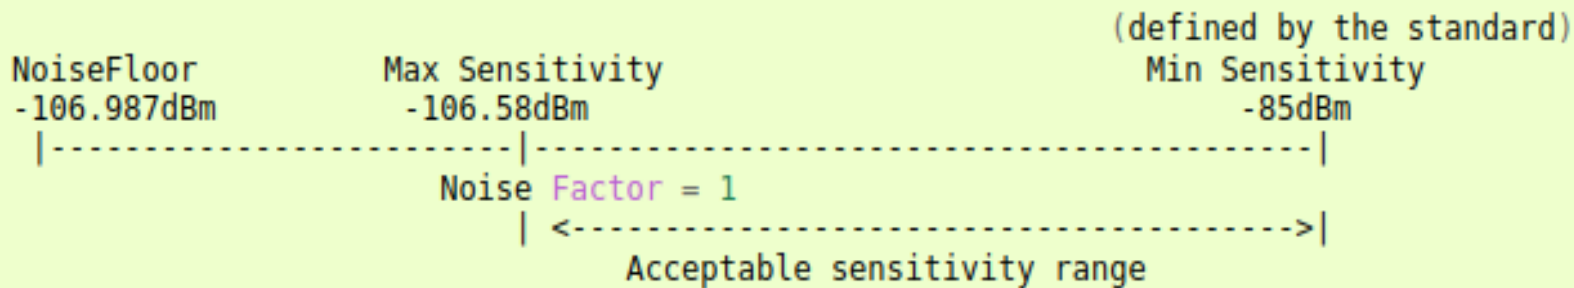 (defined by the standard)
NoiseFloor Max Sensitivity Min Sensitivity
-106.987dBm -106.58dBm -85dBm
|-------------------------|------------------------------------------|
Noise Factor = 1
| <--------------------------------------->|
Acceptable sensitivity range